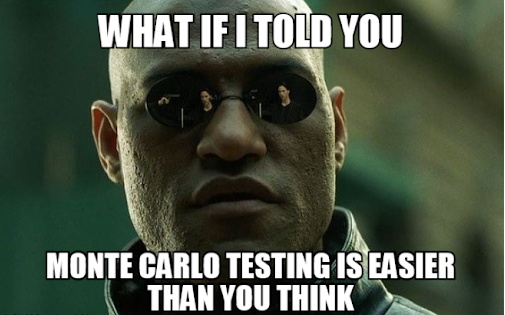 WHAT IF I TOLD YOU
MONTE CARLO TESTING IS EASIER
THAN YOU THINK